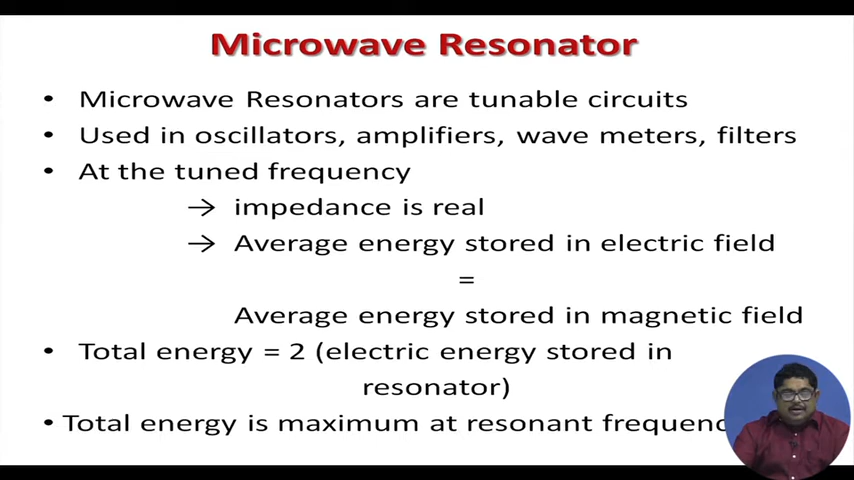 Microwave Resonator
• Microwave Resonators are tunable circuits
• Used in oscillators, amplifiers, wave meters, filters
• At the tuned frequency
→ impedance is real
→ Average energy stored in electric field
=
Average energy stored in magnetic field
• Total energy = 2 (electric energy stored in
resonator)
• Total energy is maximum at resonant